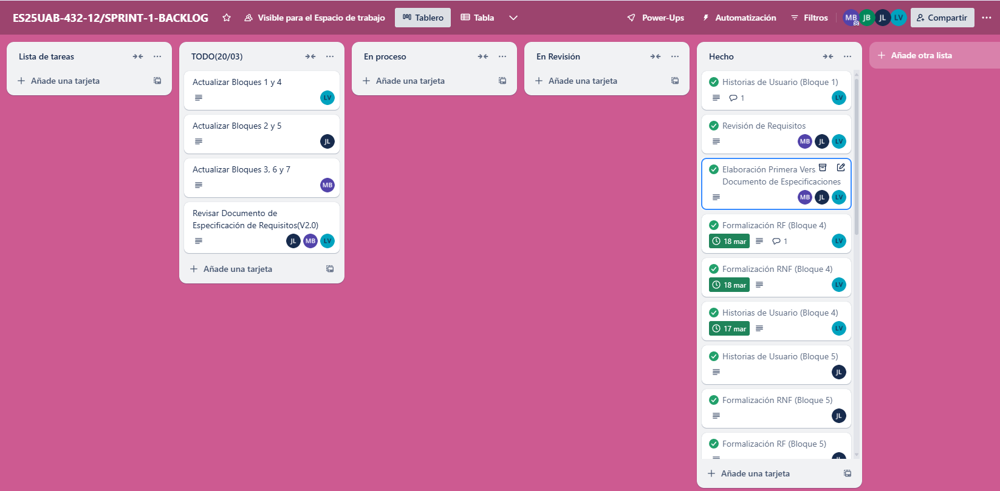 ES25UAB-432-12/SPRINT-1-BACKLOG
Visible para el Espacio de trabajo
Tablero
Tabla
Power-Ups
Automatización
Filtros
MB
JB
JL
LV
Compartir
Lista de tareas
Añade una tarjeta
TODO(20/03)
Actualizar Bloques 1 y 4
LV
Actualizar Bloques 2 y 5
JL
Actualizar Bloques 3, 6 y 7
MB
Revisar Documento de
Especificación de Requisitos(V2.0)
JL MB LV
Añade una tarjeta
En proceso
Añade una tarjeta
En Revisión
Añade una tarjeta
Hecho
Historias de Usuario (Bloque 1)
1
LV
Revisión de Requisitos
MB JL LV
Elaboración Primera Vers
Documento de Especificaciones
MB JL LV
Formalización RF (Bloque 4)
18 mar
1
LV
Formalización RNF (Bloque 4)
18 mar
LV
Historias de Usuario (Bloque 4)
17 mar
LV
Historias de Usuario (Bloque 5)
JL
Formalización RNF (Bloque 5)
JL
Formalización RF (Bloque 5)
JL
Añade una tarjeta
Añade otra lista